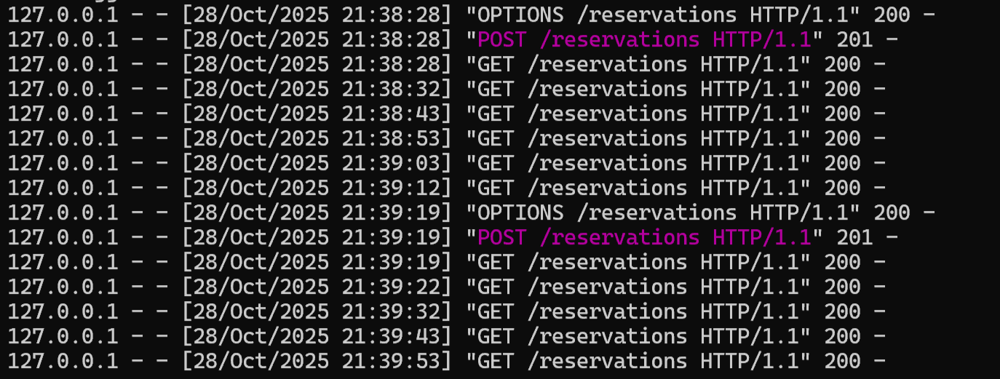 127.0.0.1 - - [28/Oct/2025 21:38:28] "OPTIONS /reservations HTTP/1.1" 200 -
127.0.0.1 - - [28/Oct/2025 21:38:28] "POST /reservations HTTP/1.1" 201 -
127.0.0.1 - - [28/Oct/2025 21:38:28] "GET /reservations HTTP/1.1" 200 -
127.0.0.1 - - [28/Oct/2025 21:38:32] "GET /reservations HTTP/1.1" 200 -
127.0.0.1 - - [28/Oct/2025 21:38:43] "GET /reservations HTTP/1.1" 200 -
127.0.0.1 - - [28/Oct/2025 21:38:53] "GET /reservations HTTP/1.1" 200 -
127.0.0.1 - - [28/Oct/2025 21:39:03] "GET /reservations HTTP/1.1" 200 -
127.0.0.1 - - [28/Oct/2025 21:39:12] "GET /reservations HTTP/1.1" 200 -
127.0.0.1 - - [28/Oct/2025 21:39:19] "OPTIONS /reservations HTTP/1.1" 200 -
127.0.0.1 - - [28/Oct/2025 21:39:19] "POST /reservations HTTP/1.1" 201 -
127.0.0.1 - - [28/Oct/2025 21:39:19] "GET /reservations HTTP/1.1" 200 -
127.0.0.1 - - [28/Oct/2025 21:39:22] "GET /reservations HTTP/1.1" 200 -
127.0.0.1 - - [28/Oct/2025 21:39:32] "GET /reservations HTTP/1.1" 200 -
127.0.0.1 - - [28/Oct/2025 21:39:43] "GET /reservations HTTP/1.1" 200 -
127.0.0.1 - - [28/Oct/2025 21:39:53] "GET /reservations HTTP/1.1" 200 -